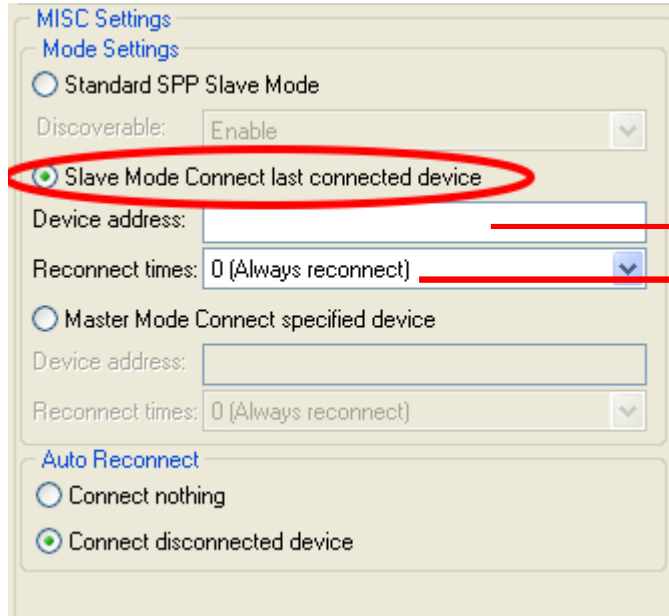 MISC Settings
Mode Settings
Standard SPP Slave Mode
Discoverable: Enable
Slave Mode Connect last connected device
Device address:
Reconnect times: 0 (Always reconnect)
Master Mode Connect specified device
Device address:
Reconnect times: 0 (Always reconnect)
Auto Reconnect
Connect nothing
Connect disconnected device